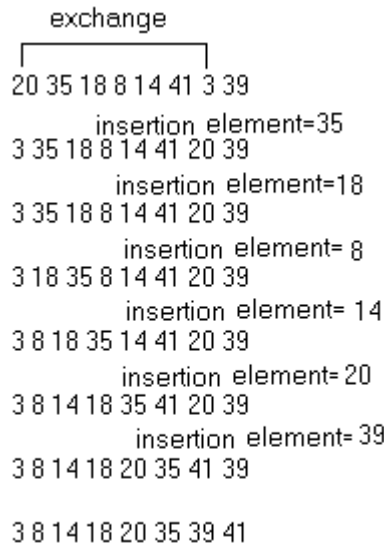 exchange
20 35 18 8 14 41 3 39
insertion element=35
3 35 18 8 14 41 20 39
insertion element=18
3 35 18 8 14 41 20 39
insertion element= 8
3 18 35 8 14 41 20 39
insertion element= 14
3 8 18 35 14 41 20 39
insertion element= 20
3 8 14 18 35 41 20 39
insertion element= 39
3 8 14 18 20 35 41 39
3 8 14 18 20 35 39 41